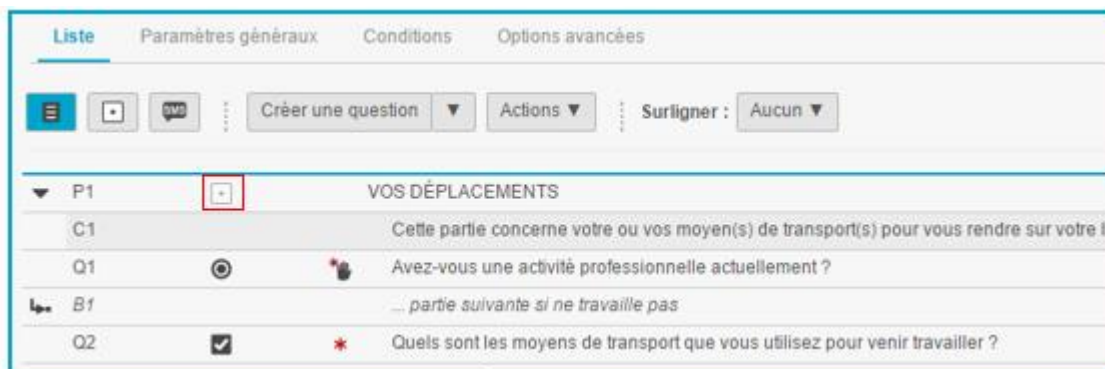 Liste Paramètres généraux Conditions Options avancées
SMS Créer une question ▼ Actions ▼ Surligner : Aucun ▼
P1 VOS DÉPLACEMENTS
C1 Cette partie concerne votre ou vos moyen(s) de transport(s) pour vous rendre sur votre
Q1 Avez-vous une activité professionnelle actuellement ?
B1 ... partie suivante si ne travaille pas
Q2 Quels sont les moyens de transport que vous utilisez pour venir travailler ?